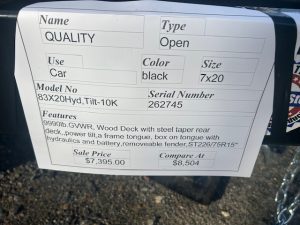 Name
Type
QUALITY
Open
Use
Color
Size
Car
black
7x20
Model No
Serial Number
83X20Hyd,Tilt-10K
262745
Features
9990lb.GVWR, Wood Deck with steel taper rear
deck,,power tilt,a frame tongue, box on tongue with
hydraulics and battery,removeable fender,ST226/75R15"
Sale Price
Compare At
$7,395.00
$8,504